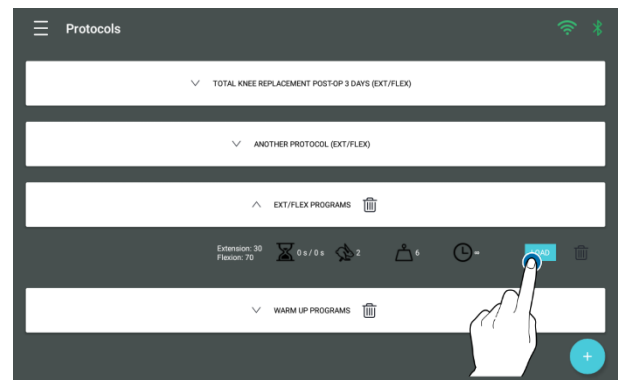 Protocols
TOTAL KNEE REPLACEMENT POST-OP 3 DAYS (EXT/FLEX)
ANOTHER PROTOCOL (EXT/FLEX)
EXT/FLEX PROGRAMS
Extension: 30
Flexion: 70
0 s / 0 s
2
6
LOAD
WARM UP PROGRAMS
+